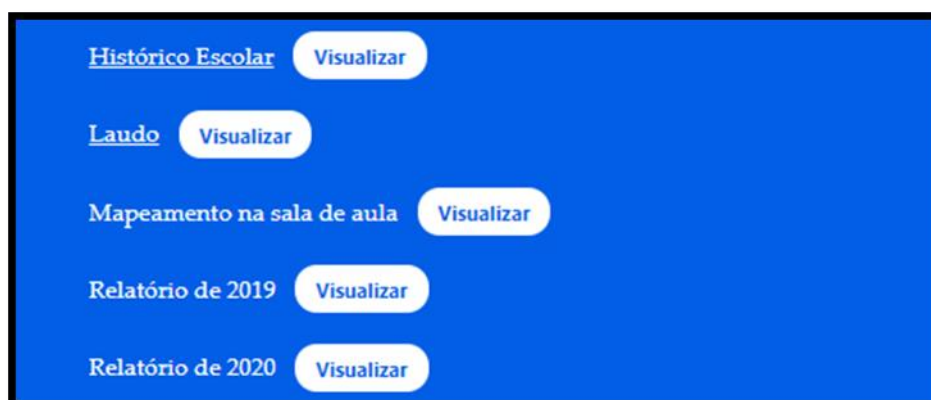 Histórico Escolar Visualizar
Laudo Visualizar
Mapeamento na sala de aula Visualizar
Relatório de 2019 Visualizar
Relatório de 2020 Visualizar